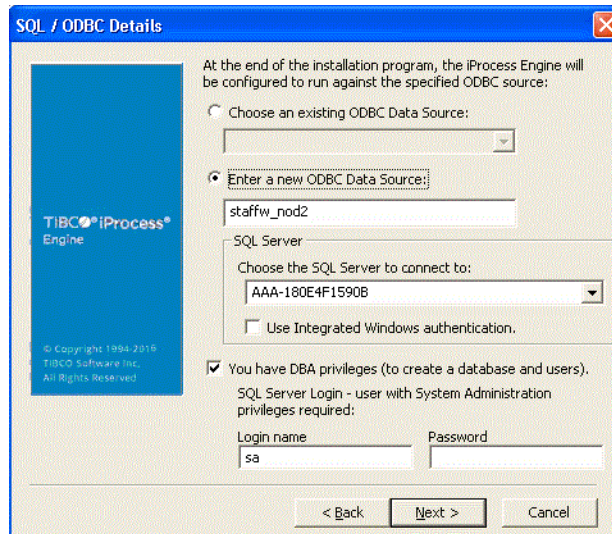 SQL / ODBC Details
At the end of the installation program, the iProcess Engine will
be configured to run against the specified ODBC source:
Choose an existing ODBC Data Source:
Enter a new ODBC Data Source:
staffw_nod2
SQL Server
Choose the SQL Server to connect to:
AAA-180E4F1590B
Use Integrated Windows authentication.
You have DBA privileges (to create a database and users).
SQL Server Login - user with System Administration
privileges required:
Login name Password
sa
TIBCO® iProcess®
Engine
© Copyright 1994-2016
TIBCO Software Inc.
All Rights Reserved
< Back Next > Cancel